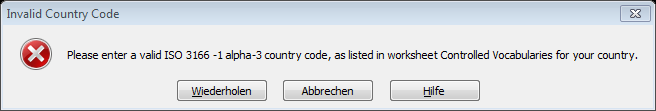 Invalid Country Code
Please enter a valid ISO 3166 -1 alpha-3 country code, as listed in worksheet Controlled Vocabularies for your country.
Wiederholen Abbrechen Hilfe